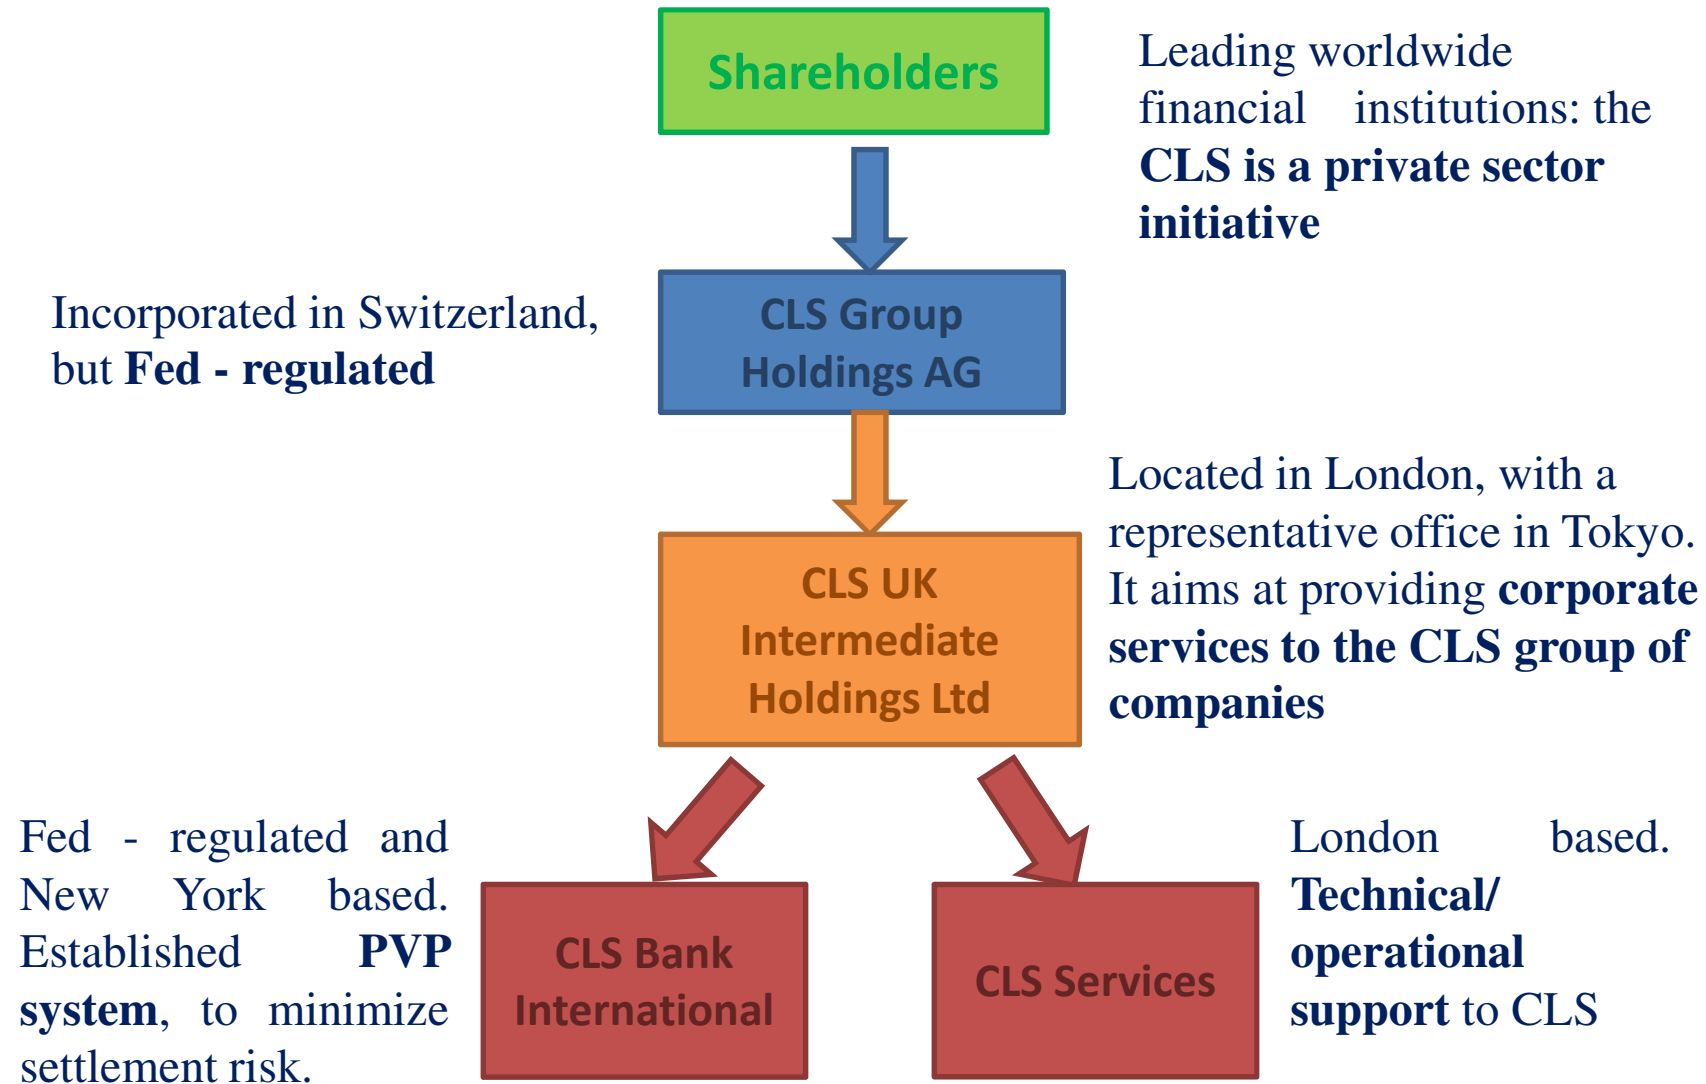 Shareholders
Leading worldwide
financial institutions: the
CLS is a private sector
initiative
Incorporated in Switzerland,
but Fed - regulated
CLS Group
Holdings AG
Located in London, with a
representative office in Tokyo.
It aims at providing corporate
services to the CLS group of
companies
CLS UK
Intermediate
Holdings Ltd
Fed - regulated and
New York based.
Established PVP
system, to minimize
settlement risk.
CLS Bank
International
CLS Services
London based.
Technical/
operational
support to CLS